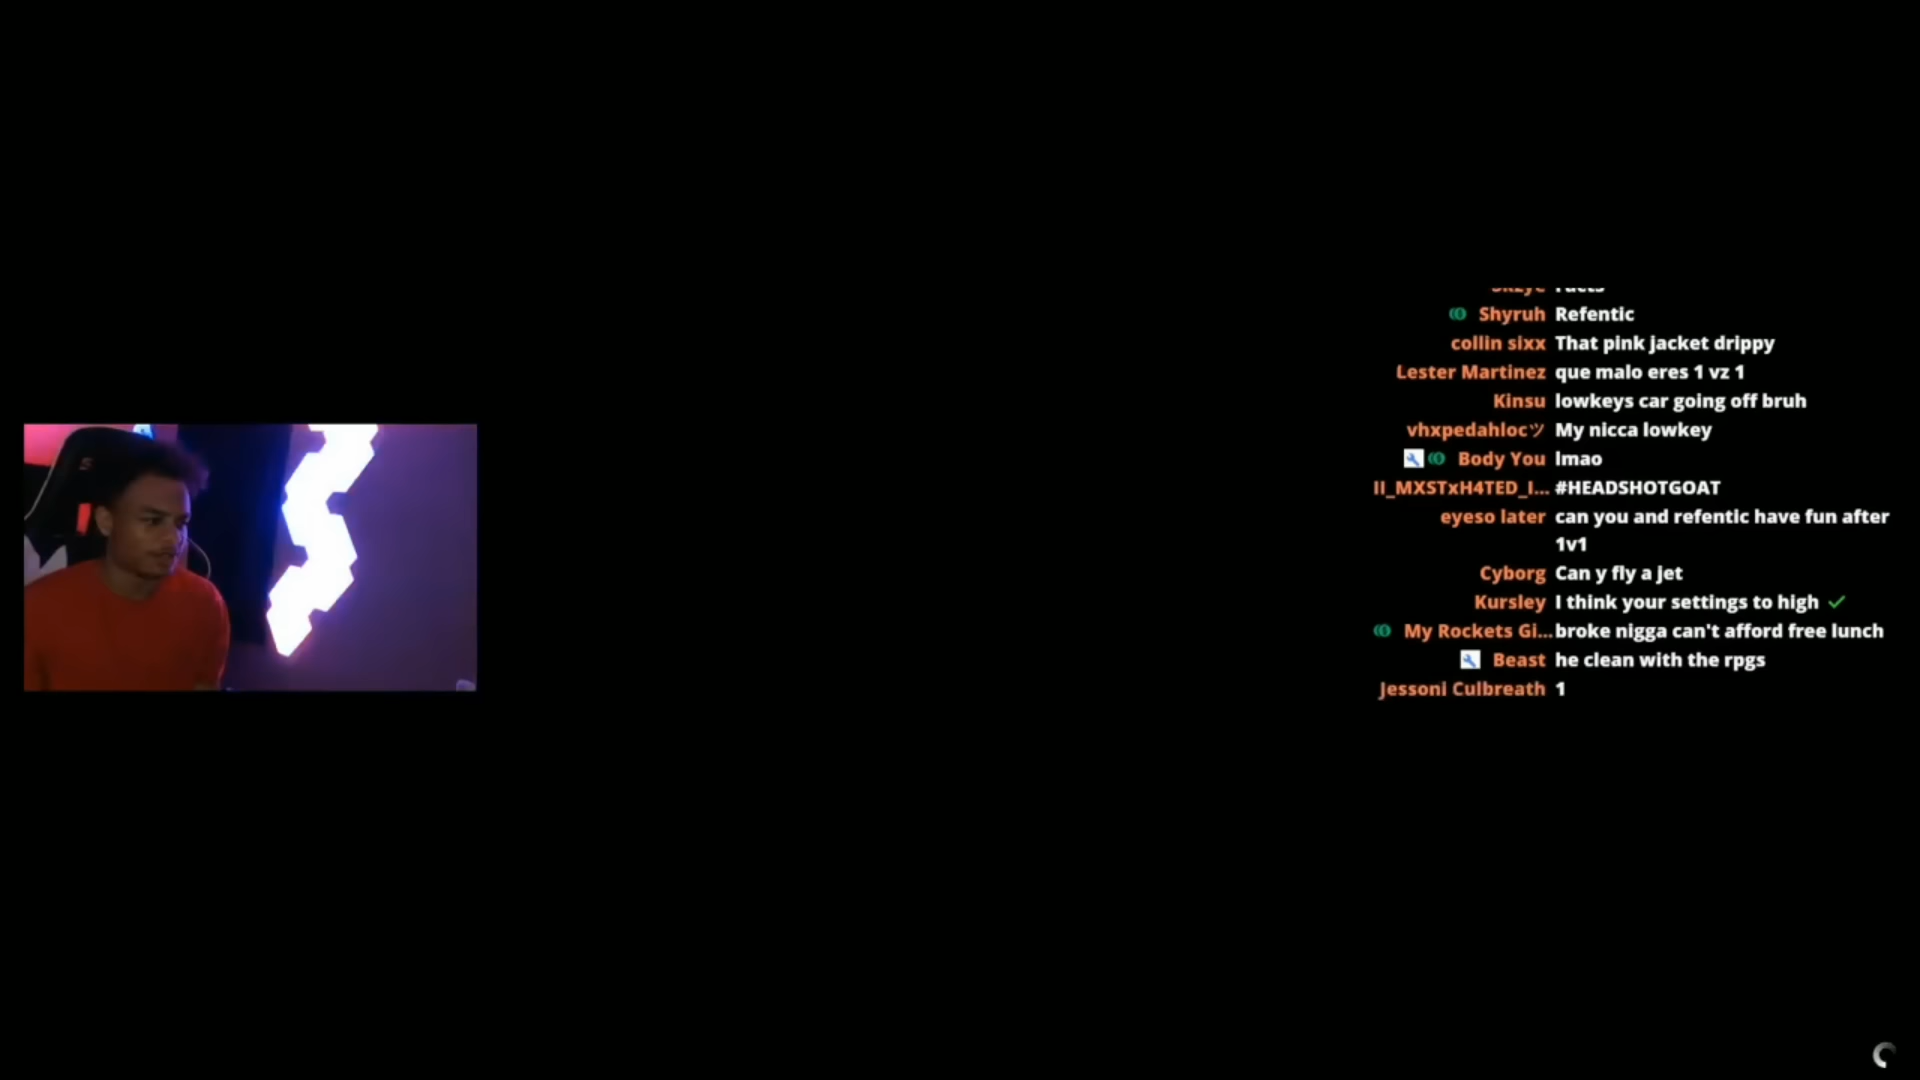 Skzye facts
Shyruh Refentic
collin sixx That pink jacket drippy
Lester Martinez que malo eres 1 vz 1
Kinsu lowkeys car going off bruh
vhxpedahlocツ My nicca lowkey
Body You lmao
II_MXSTxH4TED_I... #HEADSHOTGOAT
eyeso later can you and refentic have fun after
1v1
Cyborg Can y fly a jet
Kursley I think your settings to high ✓
My Rockets Gi... broke nigga can't afford free lunch
Beast he clean with the rpgs
Jessoni Culbreath 1